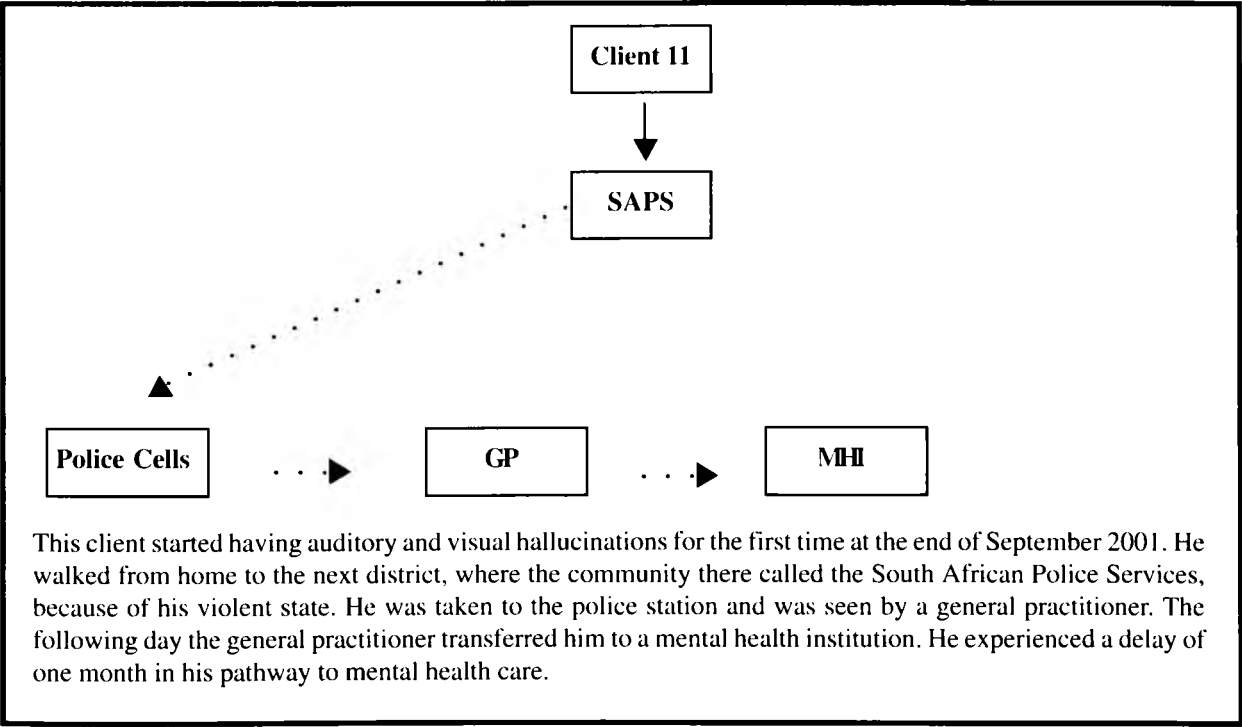 Client 11
SAPS
Police Cells
GP
MHI
This client started having auditory and visual hallucinations for the first time at the end of September 2001. He
walked from home to the next district, where the community there called the South African Police Services,
because of his violent state. He was taken to the police station and was seen by a general practitioner. The
following day the general practitioner transferred him to a mental health institution. He experienced a delay of
one month in his pathway to mental health care.